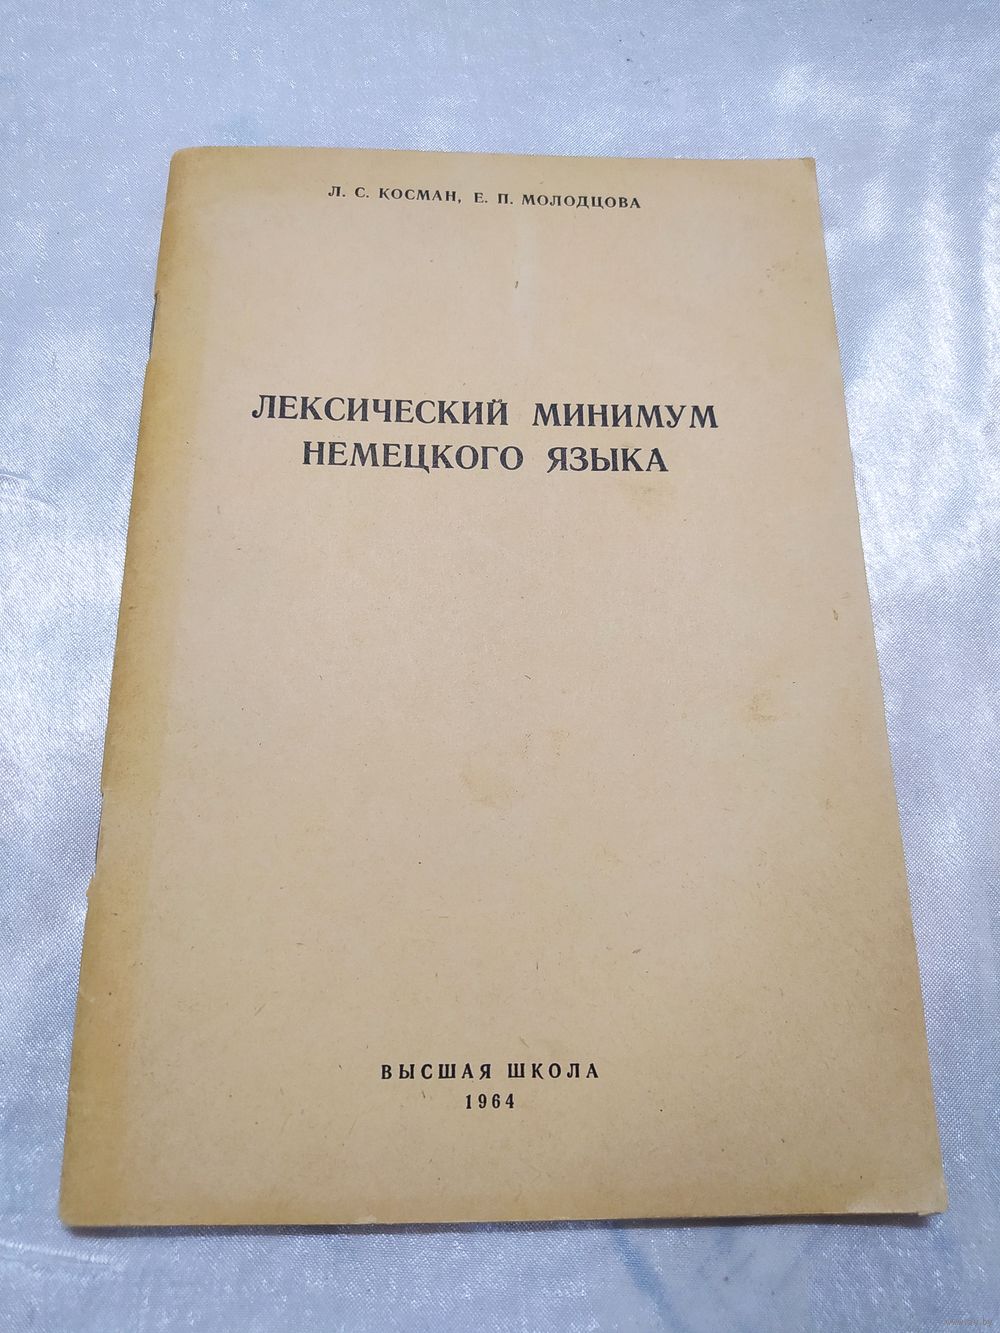 Л. С. КОСМАН, Е. П. МОЛОДЦОВА
ЛЕКСИЧЕСКИЙ МИНИМУМ
НЕМЕЦКОГО ЯЗЫКА
ВЫСШАЯ ШКОЛА
1964